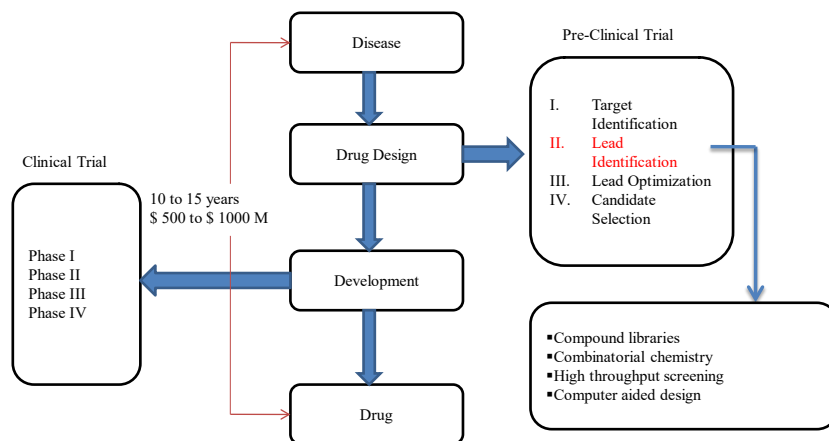 Disease
Pre-Clinical Trial
I. Target
Identification
II. Lead
Identification
III. Lead Optimization
IV. Candidate
Selection
Drug Design
Clinical Trial
10 to 15 years
$ 500 to $ 1000 M
Phase I
Phase II
Phase III
Phase IV
Development
▪Compound libraries
▪Combinatorial chemistry
▪High throughput screening
▪Computer aided design
Drug